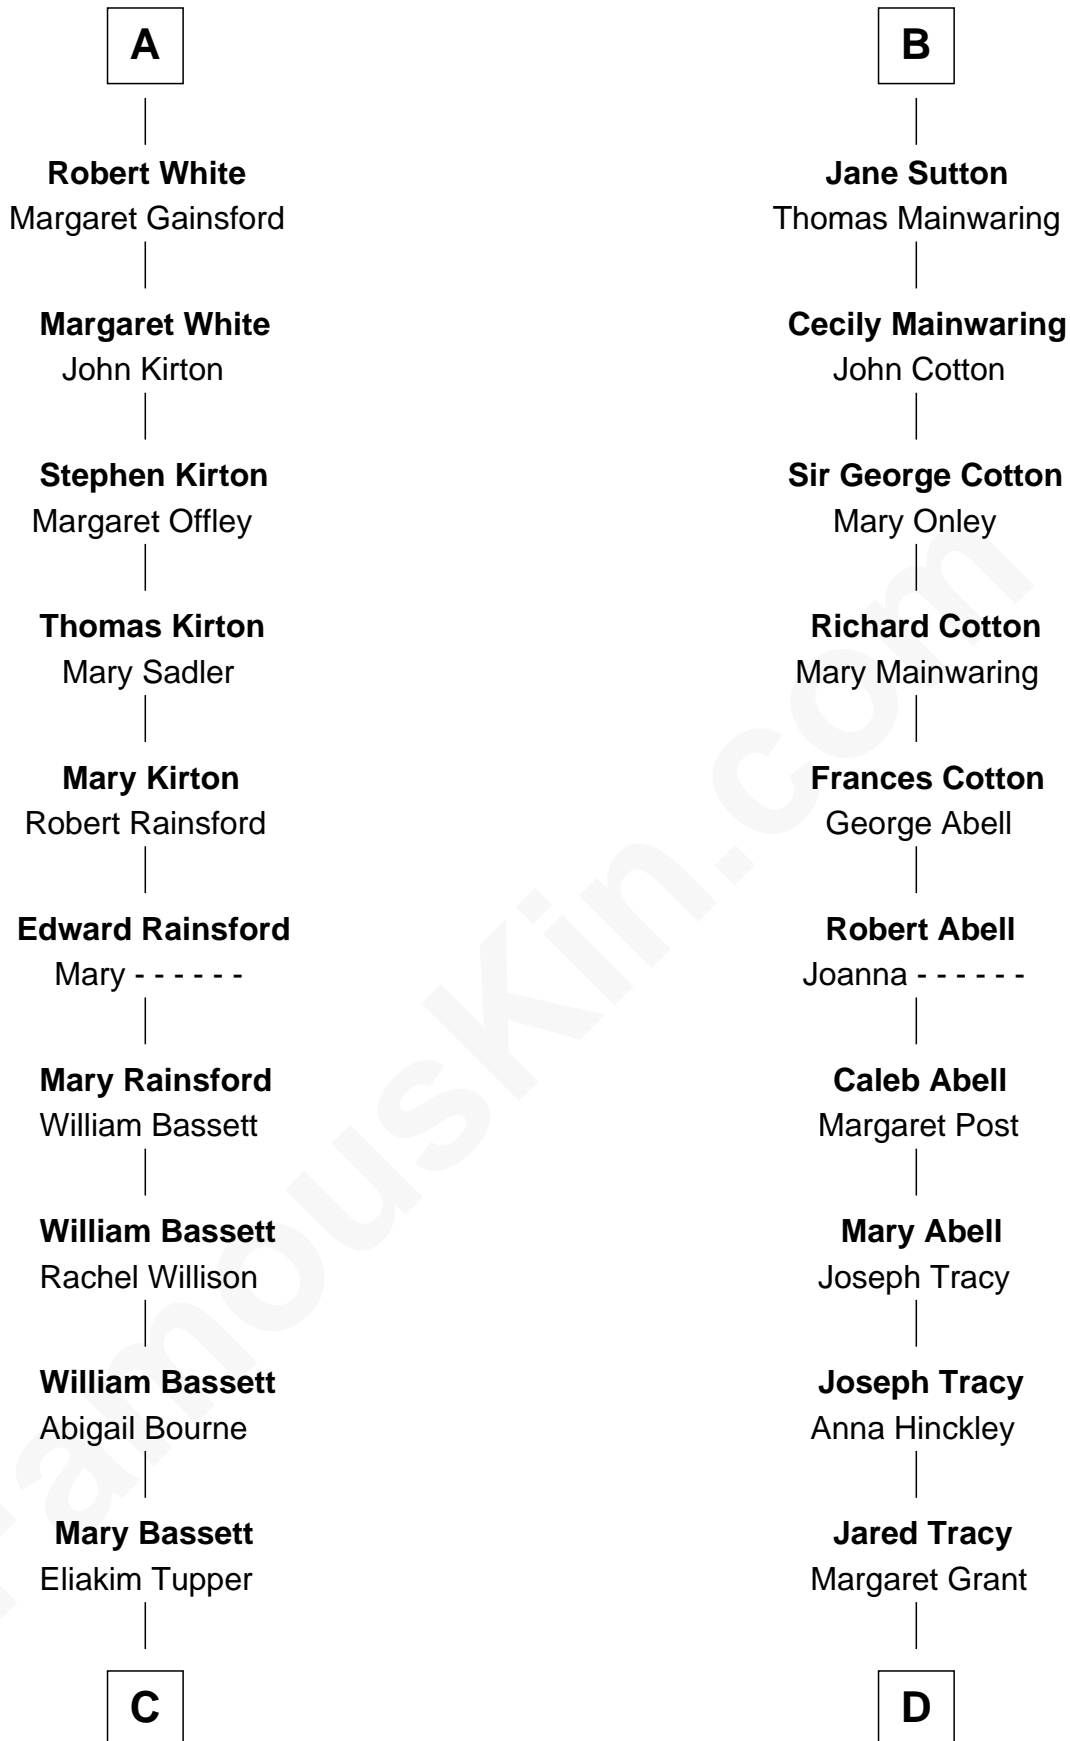 A
Robert White
Margaret Gainsford
Margaret White
John Kirton
Stephen Kirton
Margaret Offley
Thomas Kirton
Mary Sadler
Mary Kirton
Robert Rainsford
Edward Rainsford
Mary - - - - - -
Mary Rainsford
William Bassett
William Bassett
Rachel Willison
William Bassett
Abigail Bourne
Mary Bassett
Eliakim Tupper
C
B
Jane Sutton
Thomas Mainwaring
Cecily Mainwaring
John Cotton
Sir George Cotton
Mary Onley
Richard Cotton
Mary Mainwaring
Frances Cotton
George Abell
Robert Abell
Joanna - - - - - -
Caleb Abell
Margaret Post
Mary Abell
Joseph Tracy
Joseph Tracy
Anna Hinckley
Jared Tracy
Margaret Grant
D
FamousKin.com